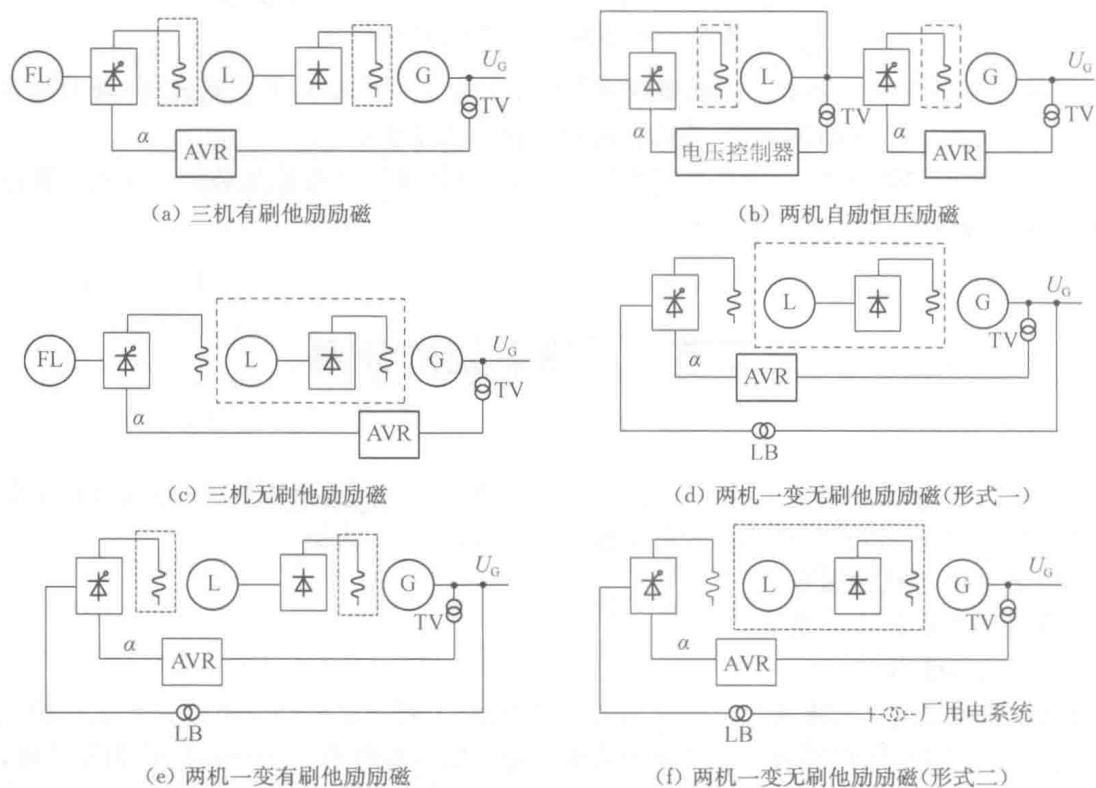 FL L G U_G TV
α AVR
(a) 三机有刷他励励磁
L G U_G TV TV
α 电压控制器 α AVR
(b) 两机自励恒压励磁
FL L G U_G TV
α AVR
(c) 三机无刷他励励磁
L G U_G TV
α AVR
LB
(d) 两机一变无刷他励励磁(形式一)
L G U_G TV
α AVR
LB
(e) 两机一变有刷他励励磁
L G U_G TV
α AVR
LB 厂用电系统
(f) 两机一变无刷他励励磁(形式二)